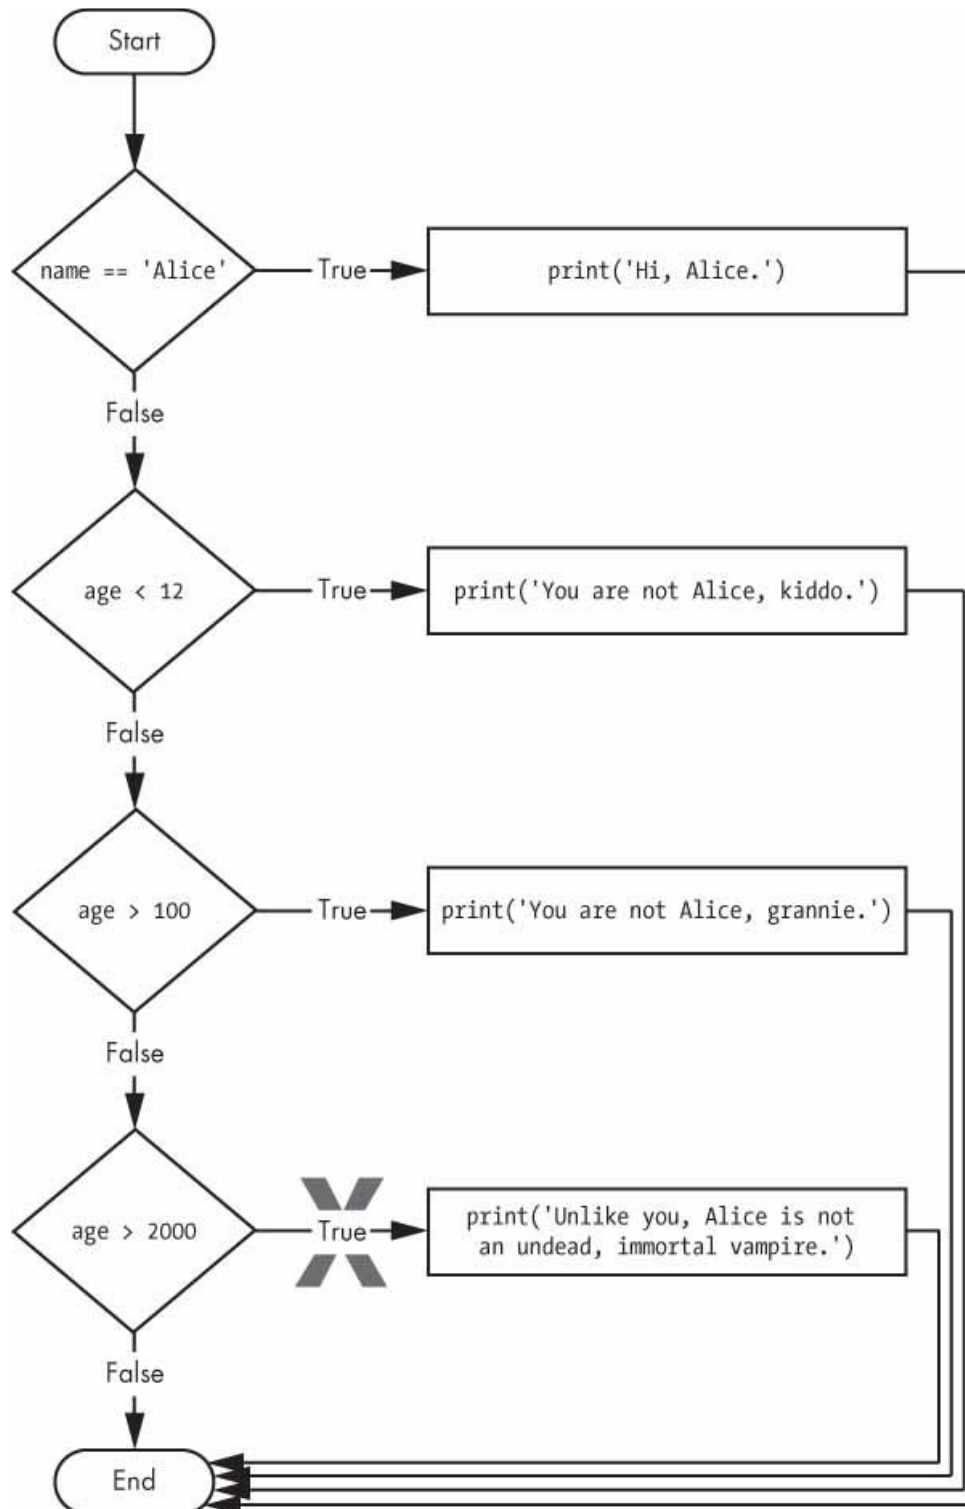 Start
name == 'Alice'
True
print('Hi, Alice.')
False
age < 12
True
print('You are not Alice, kiddo.')
False
age > 100
True
print('You are not Alice, grannie.')
False
age > 2000
True
print('Unlike you, Alice is not
an undead, immortal vampire.')
False
End